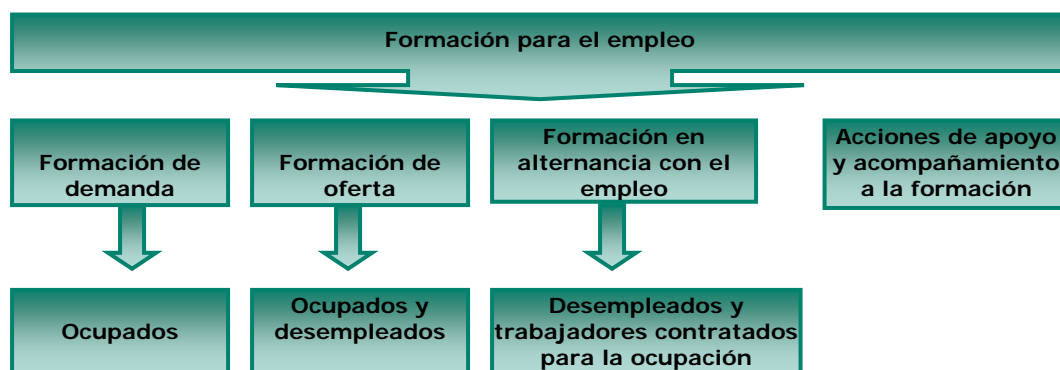 Formación para el empleo
Formación de
demanda
Formación de
oferta
Formación en
alternancia con el
empleo
Acciones de apoyo
y acompañamiento
a la formación
Ocupados
Ocupados y
desempleados
Desempleados y
trabajadores contratados
para la ocupación